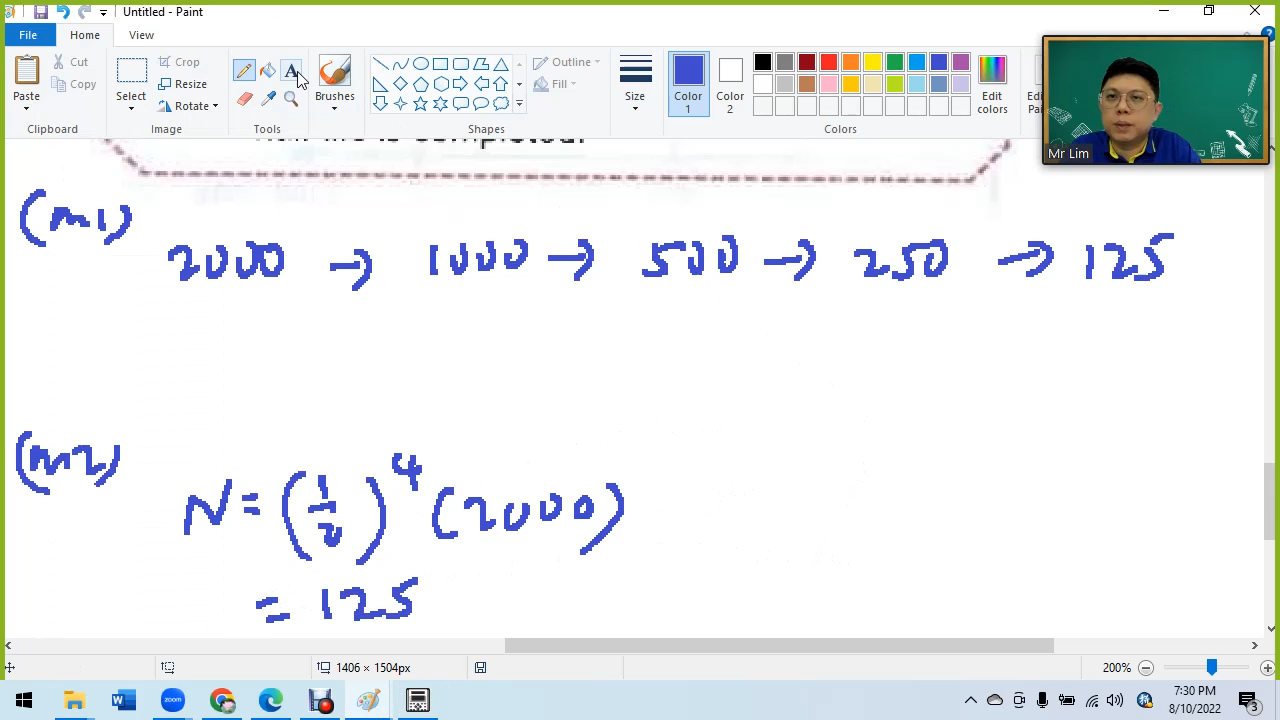 Untitled - Paint
File Home View
Paste
Cut
Copy
Clipboard
Select
Crop
Resize
Rotate
Image
A
Tools
Brushes
Outline
Fill
Shapes
Size
Color 1
Color 2
Edit colors
Colors
Mr Lim
(m1)
2000 → 1000 → 500 → 250 → 125
(m2)
N = (1/2)^4 (2000)
= 125
1406 × 1504px
200%
zoom
7:30 PM
8/10/2022
3